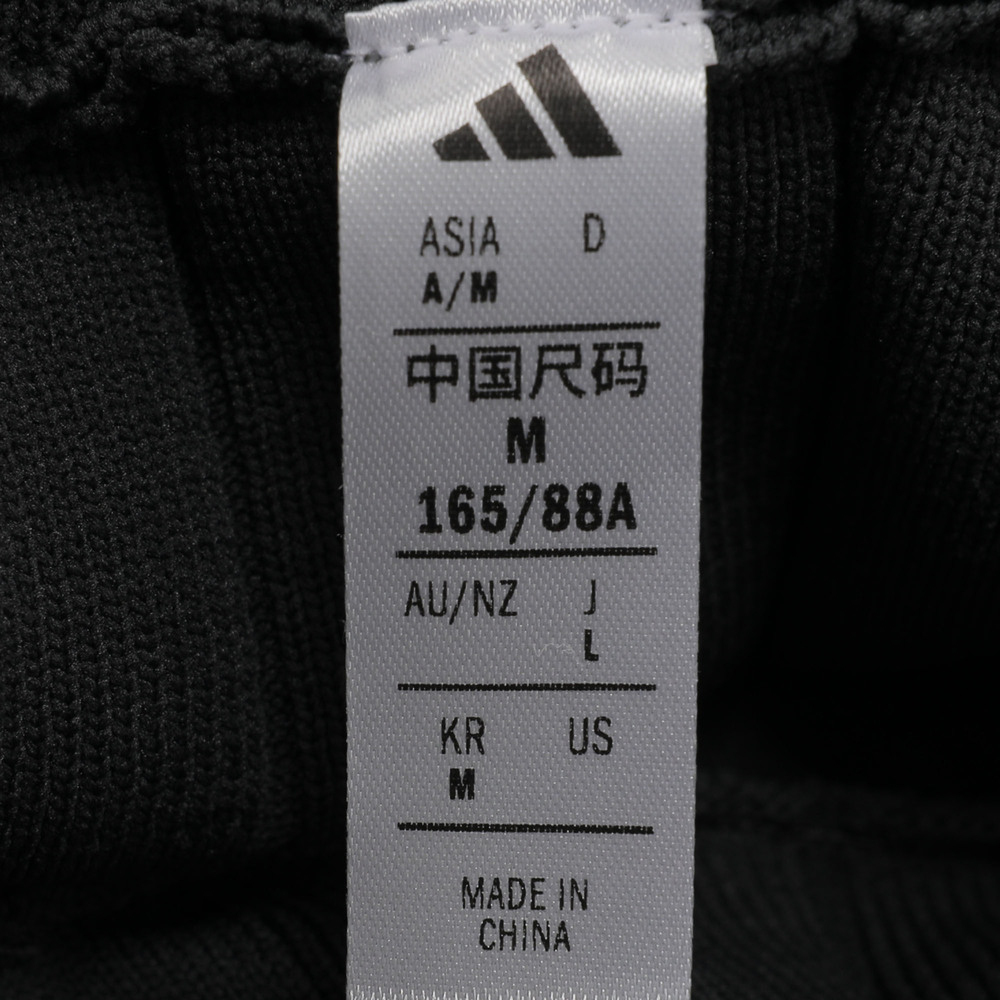 ASIA D
A/M
中国尺码
M
165/88A
AU/NZ J
L
KR US
M
MADE IN
CHINA